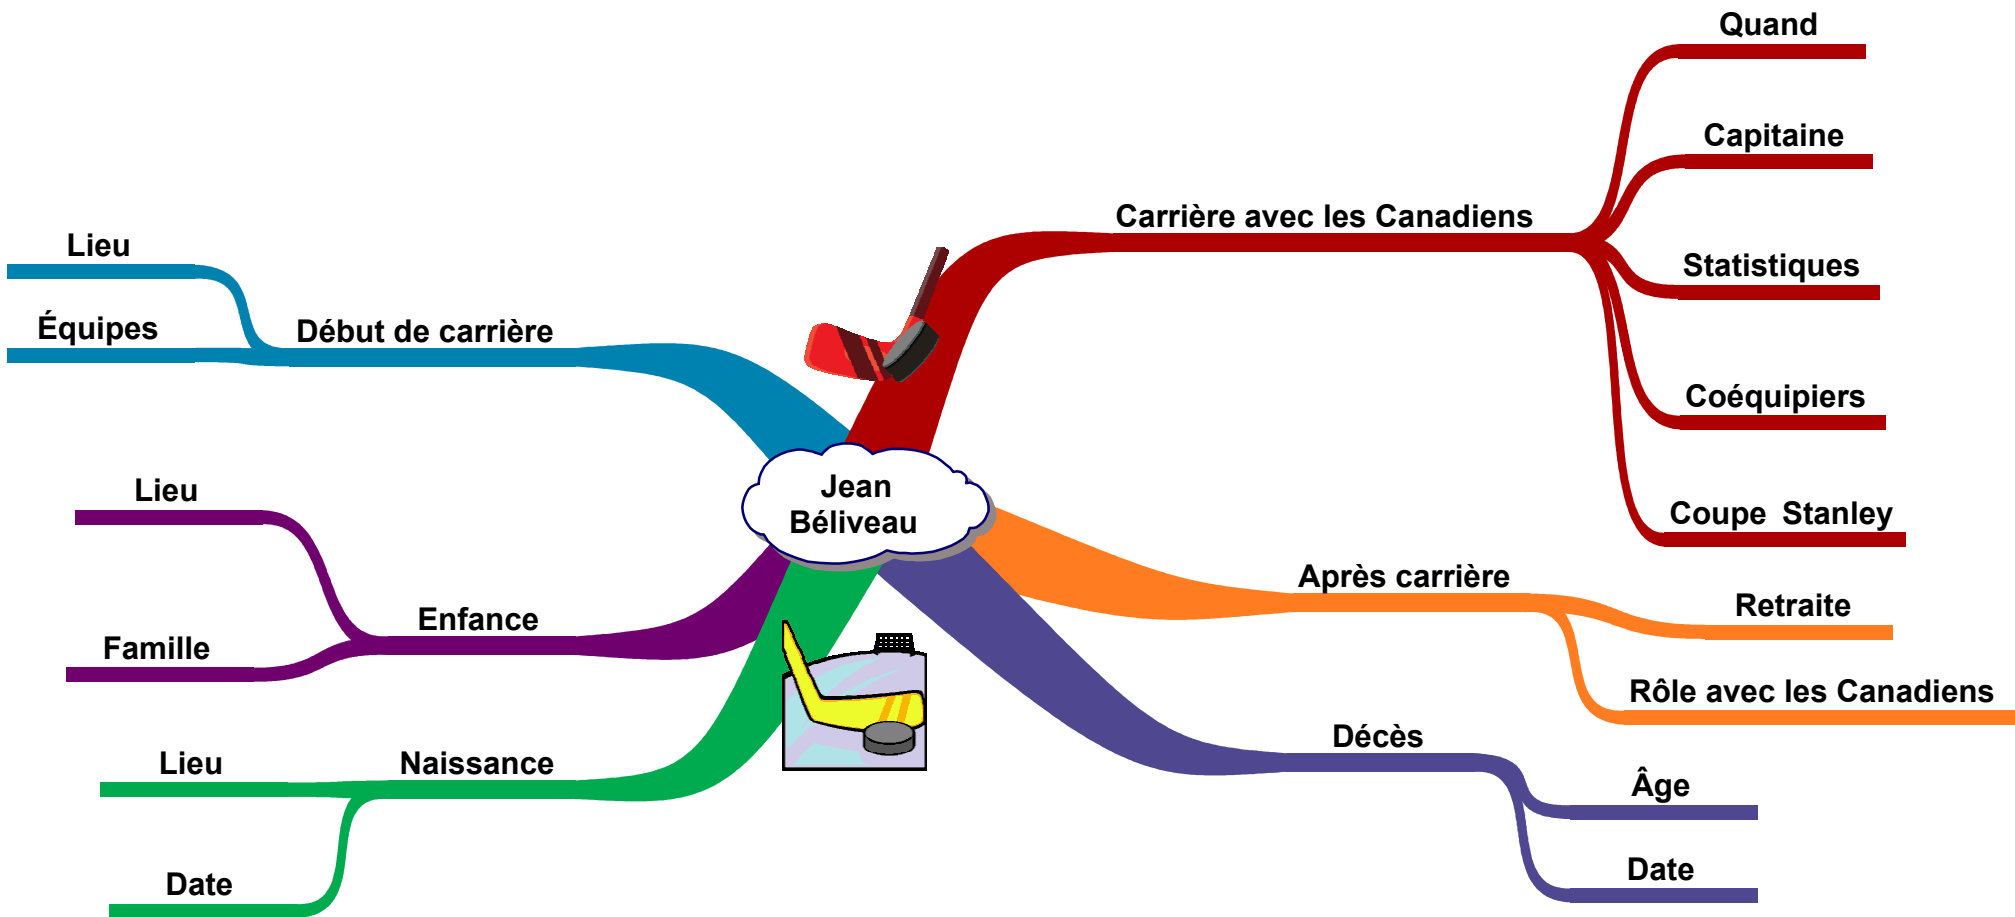 Quand
Capitaine
Carrière avec les Canadiens
Statistiques
Coéquipiers
Coupe Stanley
Lieu
Équipes
Début de carrière
Jean
Béliveau
Lieu
Enfance
Famille
Après carrière
Retraite
Rôle avec les Canadiens
Lieu
Naissance
Date
Décès
Âge
Date